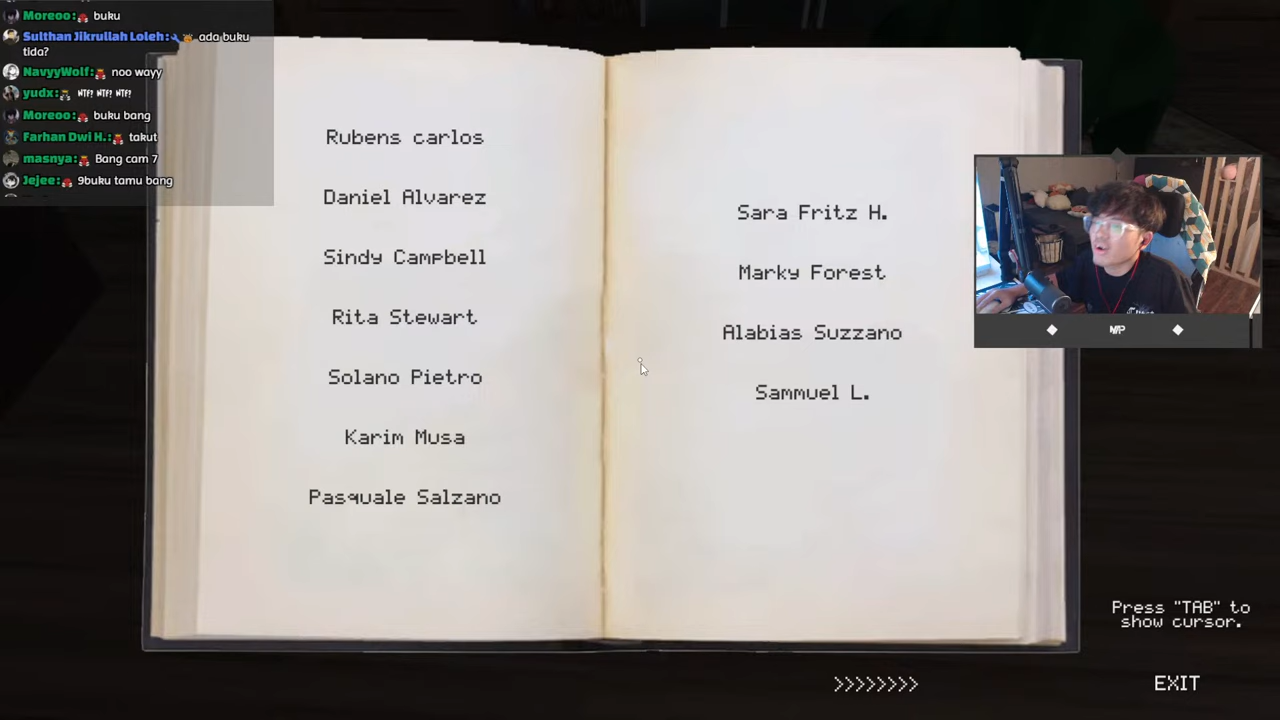 Moreoo: buku
Sulthan Jikrullah Loleh: ada buku
tida?
NavyyWolf: noo wayy
yudx: WTF! WTF! WTF!
Moreoo: buku bang
Farhan Dwi H.: takut
masnya: Bang cam 7
Jejee: 9buku tamu bang
Rubens carlos
Daniel Alvarez
Sindy Campbell
Rita Stewart
Solano Pietro
Karim Musa
Pasquale Salzano
Sara Fritz H.
Marky Forest
Alabias Suzzano
Sammuel L.
Press "TAB" to
show cursor.
>>>>>>>>
EXIT